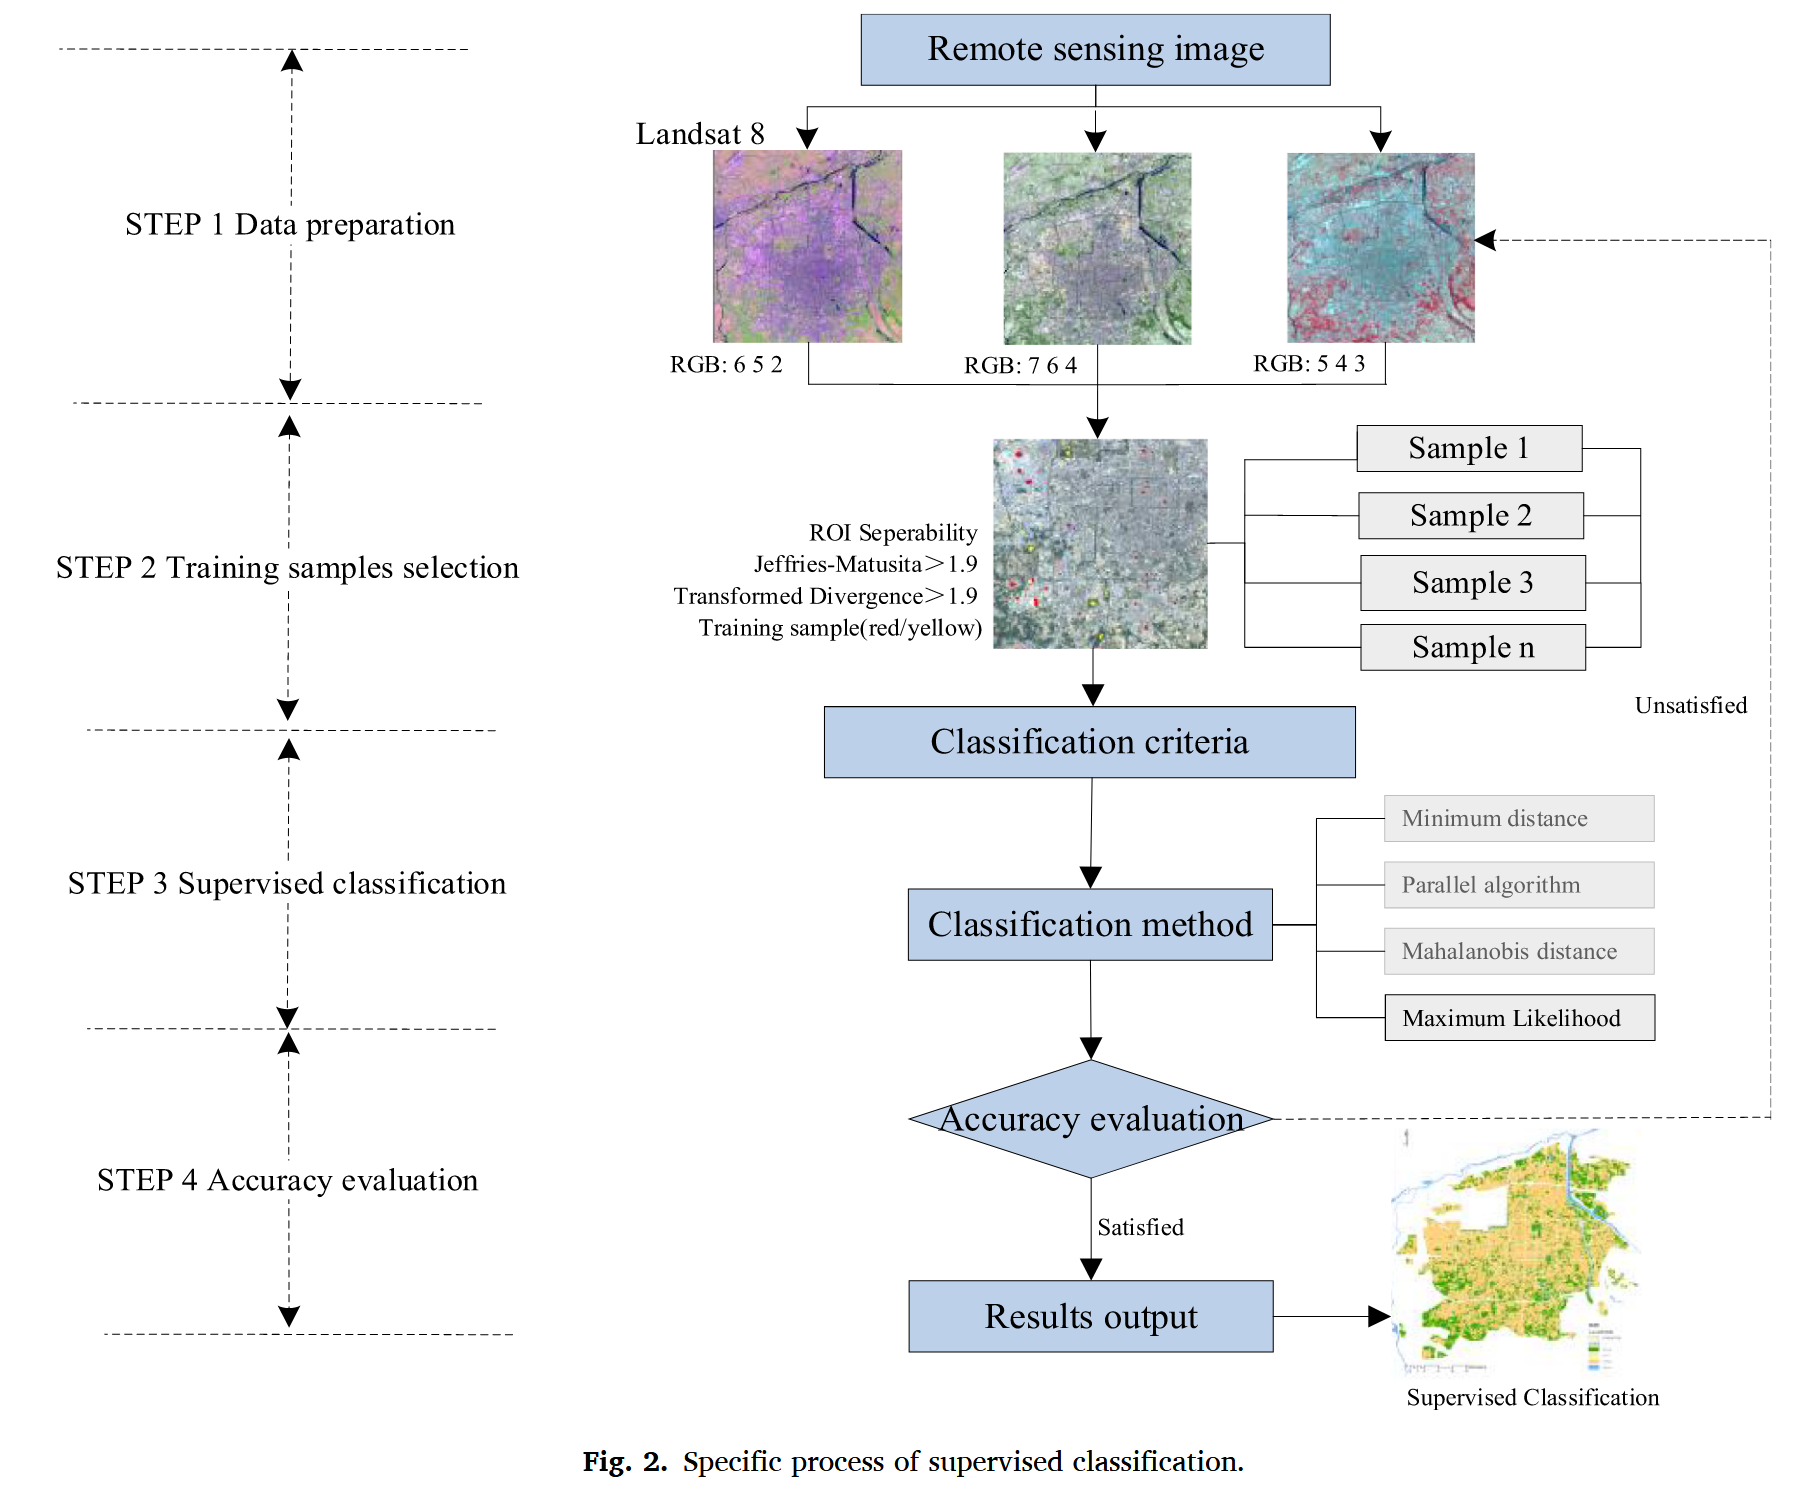 Remote sensing image
Landsat 8
STEP 1 Data preparation
RGB: 6 5 2
RGB: 7 6 4
RGB: 5 4 3
Sample 1
Sample 2
Sample 3
Sample n
ROI Seperability
Jeffries-Matusita＞1.9
Transformed Divergence＞1.9
Training sample(red/yellow)
STEP 2 Training samples selection
Unsatisfied
Classification criteria
STEP 3 Supervised classification
Classification method
Minimum distance
Parallel algorithm
Mahalanobis distance
Maximum Likelihood
Accuracy evaluation
STEP 4 Accuracy evaluation
Satisfied
Results output
Supervised Classification
Fig. 2. Specific process of supervised classification.